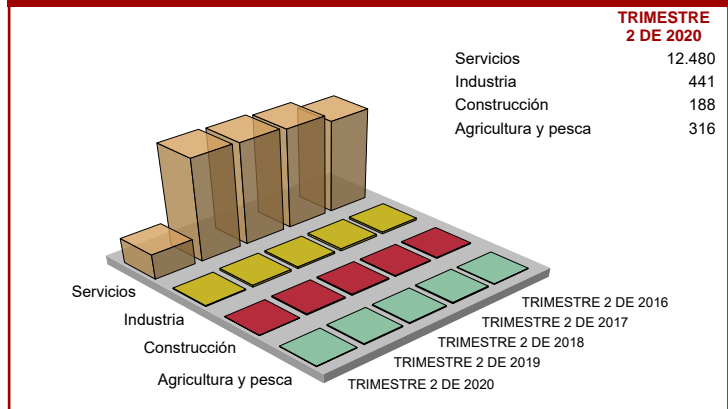 TRIMESTRE
2 DE 2020
Servicios 12.480
Industria 441
Construcción 188
Agricultura y pesca 316
Servicios
Industria
Construcción
Agricultura y pesca
TRIMESTRE 2 DE 2016
TRIMESTRE 2 DE 2017
TRIMESTRE 2 DE 2018
TRIMESTRE 2 DE 2019
TRIMESTRE 2 DE 2020